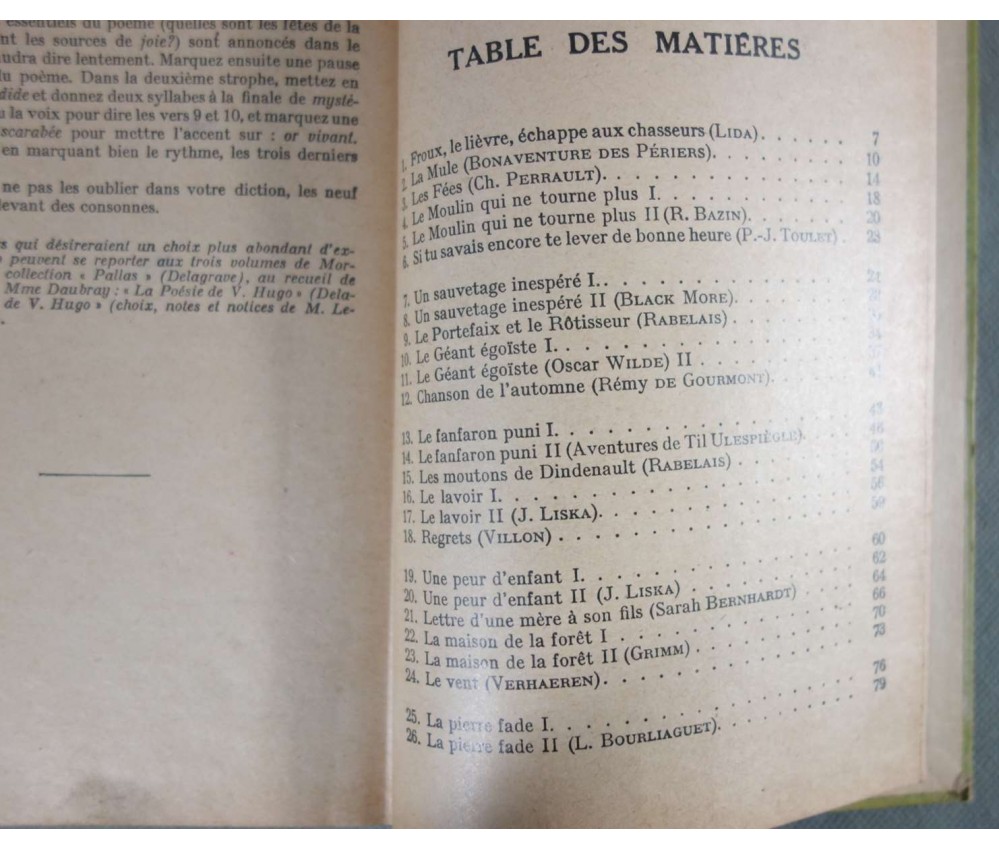 essentiels du poème (quelles sont les fêtes de la
nt les sources de joie?) sont annoncés dans le
udra dire lentement. Marquez ensuite une pause
lu poème. Dans la deuxième strophe, mettez en
dide et donnez deux syllabes à la finale de mysté-
u la voix pour dire les vers 9 et 10, et marquez une
scarabée pour mettre l'accent sur : or vivant.
en marquant bien le rythme, les trois derniers
ne pas les oublier dans votre diction, les neuf
levant des consonnes.
s qui désireraient un choix plus abondant d'ex-
peuvent se reporter aux trois volumes de Mor-
collection « Pallas » (Delagrave), au recueil de
Mme Daubray : « La Poésie de V. Hugo » (Dela-
de V. Hugo » (choix, notes et notices de M. Le-
TABLE DES MATIÈRES
1. Froux, le lièvre, échappe aux chasseurs (LIDA). . . . . . 7
2. La Mule (BONAVENTURE DES PÉRIERS). . . . . . . . 10
3. Les Fées (Ch. PERRAULT). . . . . . . . . . . . 14
4. Le Moulin qui ne tourne plus I. . . . . . . . . . 18
5. Le Moulin qui ne tourne plus II (R. BAZIN). . . . . . 20
6. Si tu savais encore te lever de bonne heure (P.-J. TOULET) . 23
7. Un sauvetage inespéré I. . . . . . . . . . . .
8. Un sauvetage inespéré II (BLACK MORE). . . . . . .
9. Le Portefaix et le Rôtisseur (RABELAIS) . . . . . . .
10. Le Géant égoïste I. . . . . . . . . . . . . .
11. Le Géant égoïste (Oscar WILDE) II . . . . . . . .
12. Chanson de l'automne (Rémy DE GOURMONT). . . . . . 41
13. Le fanfaron puni I. . . . . . . . . . . . . . 43
14. Le fanfaron puni II (Aventures de Til ULESPIÈGLE). . . . 46
15. Les moutons de Dindenault (RABELAIS) . . . . . . . 50
16. Le lavoir I. . . . . . . . . . . . . . . . 54
17. Le lavoir II (J. LISKA). . . . . . . . . . . . 56
18. Regrets (VILLON) . . . . . . . . . . . . . . 59
19. Une peur d'enfant I. . . . . . . . . . . . . . 60
20. Une peur d'enfant II (J. LISKA) . . . . . . . . . 62
21. Lettre d'une mère à son fils (Sarah BERNHARDT) . . . . 64
22. La maison de la forêt I . . . . . . . . . . . . 66
23. La maison de la forêt II (GRIMM) . . . . . . . . 70
24. Le vent (VERHAEREN). . . . . . . . . . . . . 73
25. La pierre fade I. . . . . . . . . . . . . . . 76
26. La pierre fade II (L. BOURLIAGUET). . . . . . . . 79